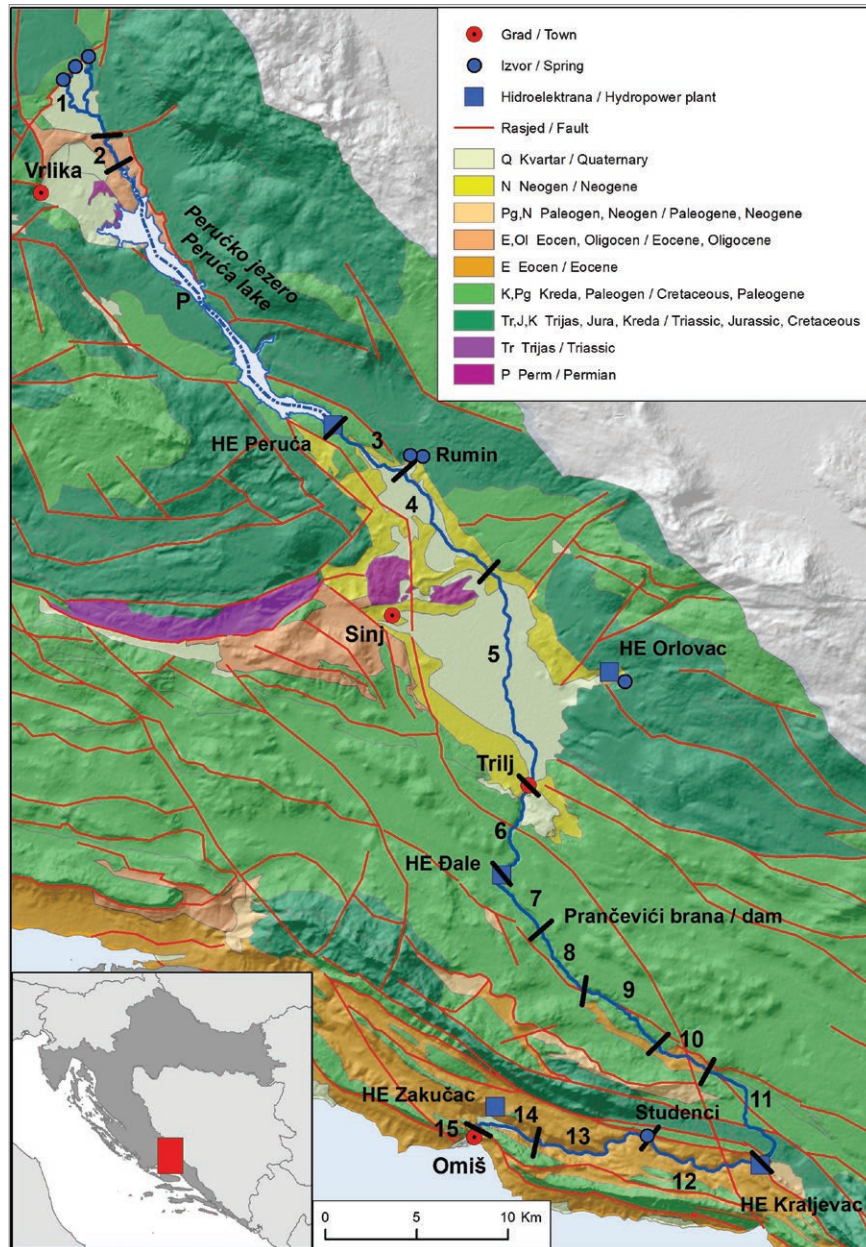 Grad / Town
Izvor / Spring
Hidroelektrana / Hydropower plant
Rasjed / Fault
Q Kvartar / Quaternary
N Neogen / Neogene
Pg,N Paleogen, Neogen / Paleogene, Neogene
E,Ol Eocen, Oligocen / Eocene, Oligocene
E Eocen / Eocene
K,Pg Kreda, Paleogen / Cretaceous, Paleogene
Tr,J,K Trijas, Jura, Kreda / Triassic, Jurassic, Cretaceous
Tr Trijas / Triassic
P Perm / Permian
1
2
Vrlika
Perućko jezero
Peruća lake
P
HE Peruća
3
Rumin
4
Sinj
5
HE Orlovac
Trilj
6
HE Đale
7
Prančevići brana / dam
8
9
10
11
HE Zakučac
Studenci
15
14
13
Omiš
12
HE Kraljevac
0 5 10 Km